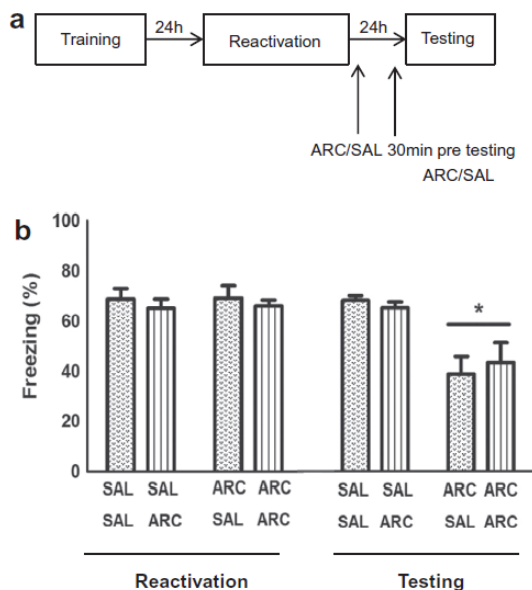 a
Training 24h Reactivation 24h Testing
ARC/SAL 30min pre testing
ARC/SAL
b
Freezing (%)
100
80
60
40
20
0
*
SAL SAL ARC ARC SAL SAL ARC ARC
SAL ARC SAL ARC SAL ARC SAL ARC
Reactivation Testing